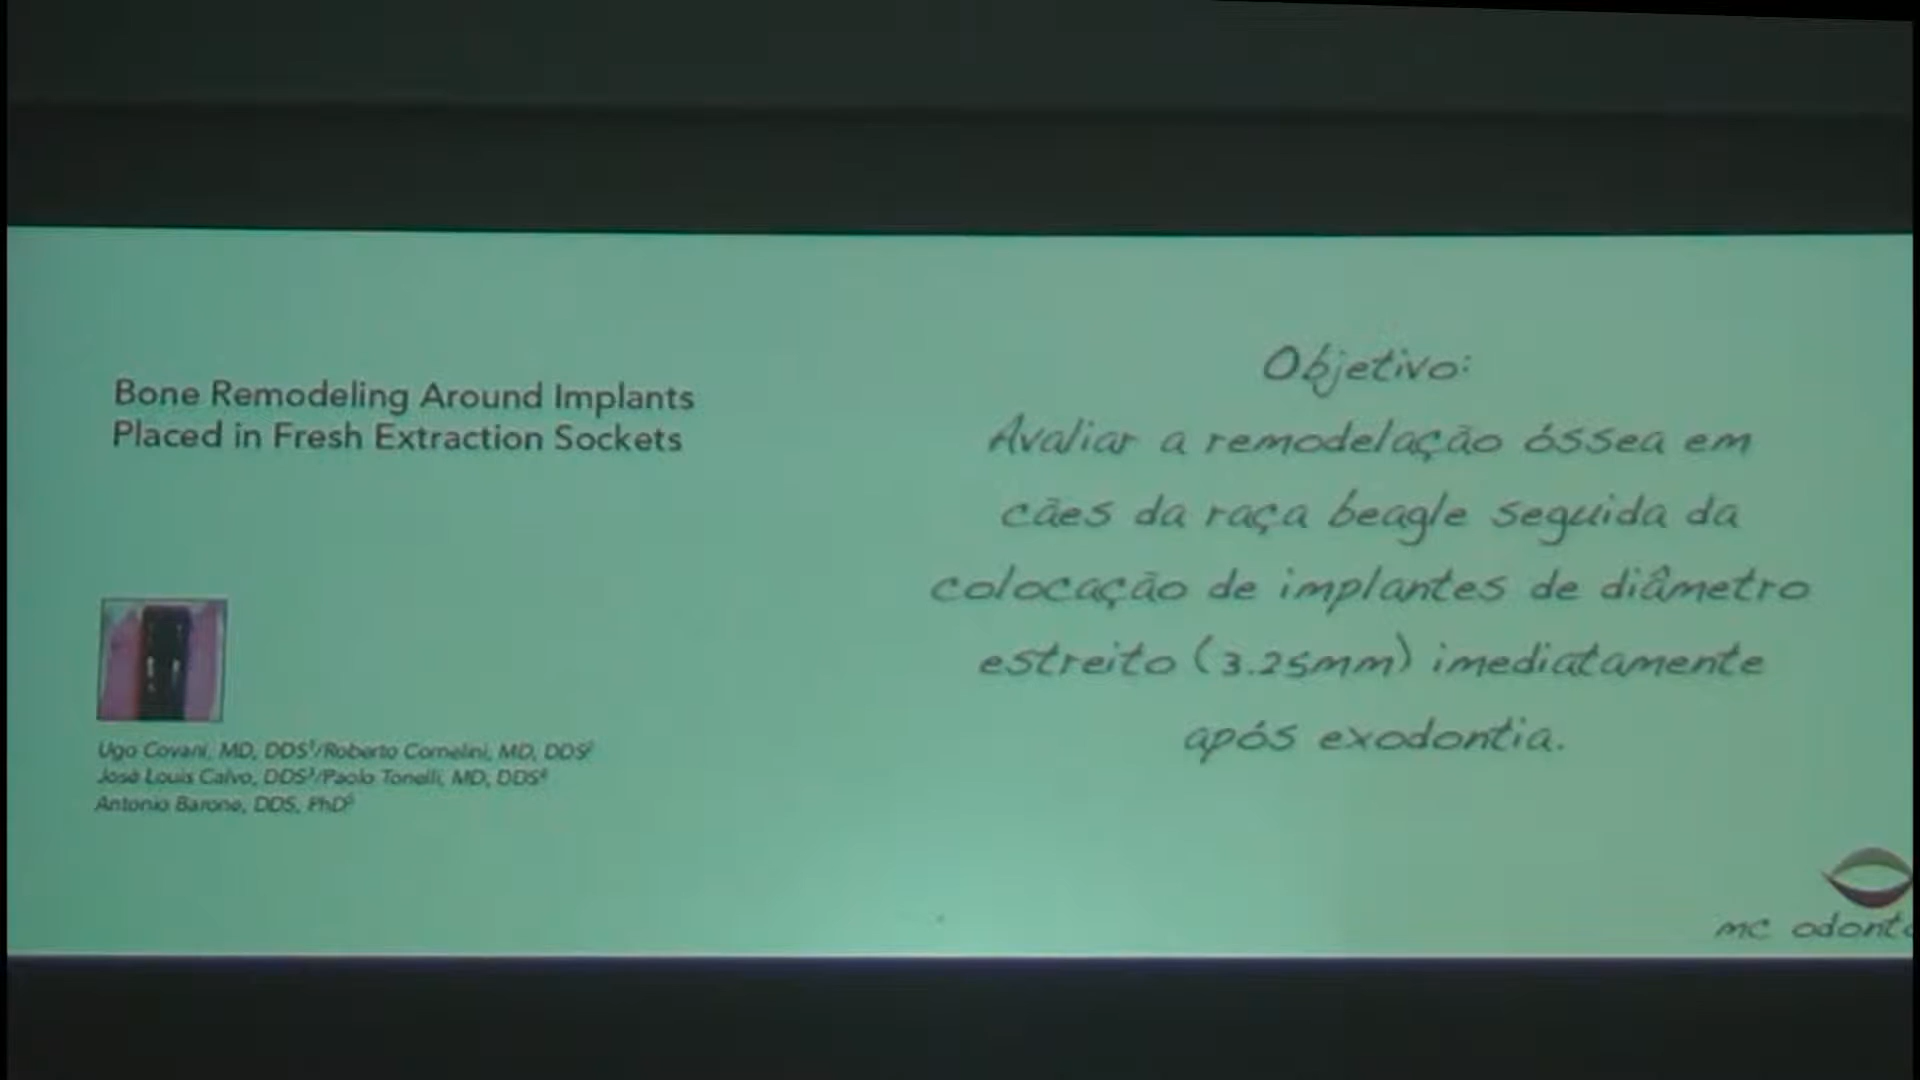 Bone Remodeling Around Implants
Placed in Fresh Extraction Sockets
Ugo Covani, MD, DDS¹/Roberto Cornelini, MD, DDS²
José Louis Calvo, DDS³/Paolo Tonelli, MD, DDS⁴
Antonio Barone, DDS, PhD⁵
Objetivo:
Avaliar a remodelação óssea em
cães da raça beagle seguida da
colocação de implantes de diâmetro
estreito (3.25mm) imediatamente
após exodontia.
mc odonto